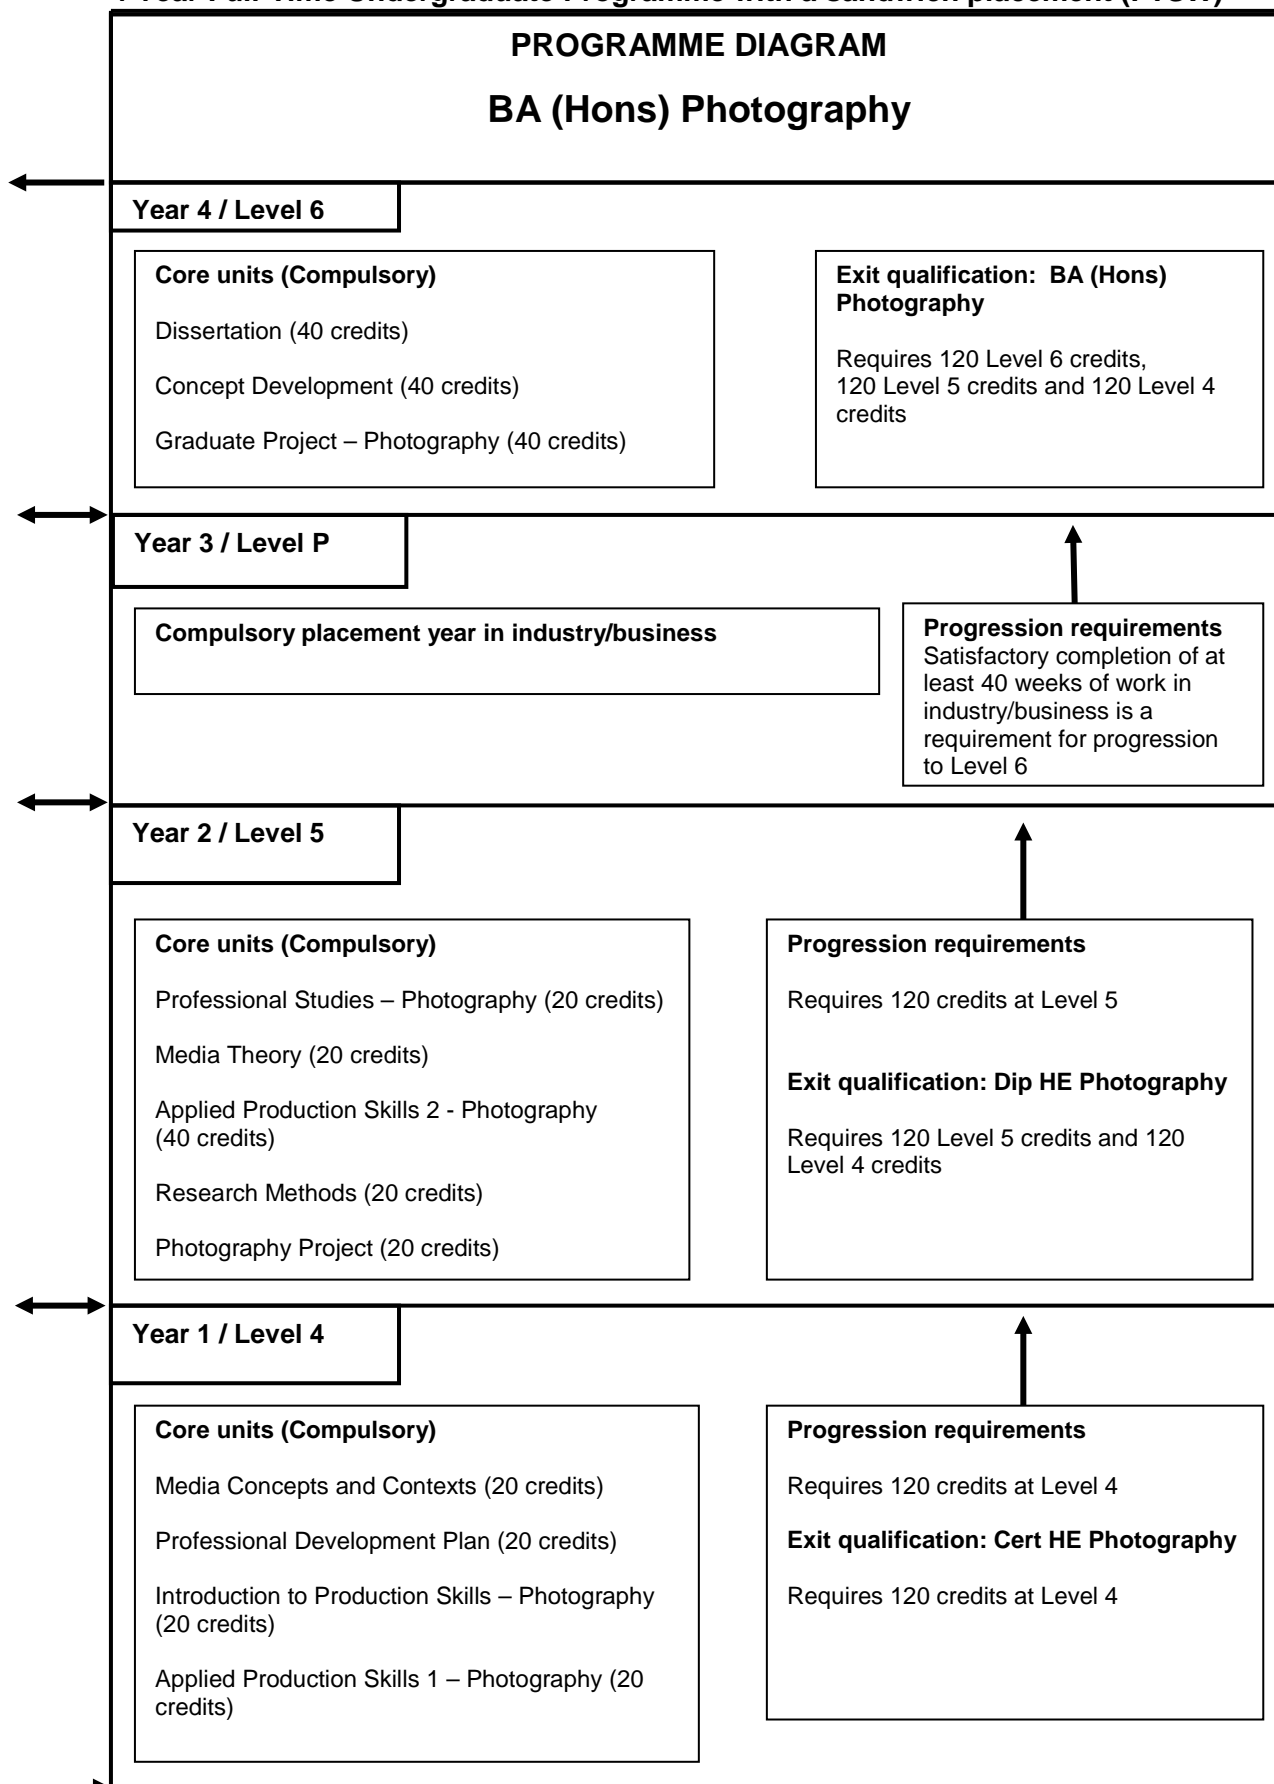 PROGRAMME DIAGRAM
BA (Hons) Photography
Year 4 / Level 6
Core units (Compulsory)
Dissertation (40 credits)
Concept Development (40 credits)
Graduate Project – Photography (40 credits)
Exit qualification:  BA (Hons)
Photography
Requires 120 Level 6 credits,
120 Level 5 credits and 120 Level 4
credits
Year 3 / Level P
Compulsory placement year in industry/business
Progression requirements
Satisfactory completion of at
least 40 weeks of work in
industry/business is a
requirement for progression
to Level 6
Year 2 / Level 5
Core units (Compulsory)
Professional Studies – Photography (20 credits)
Media Theory (20 credits)
Applied Production Skills 2 - Photography
(40 credits)
Research Methods (20 credits)
Photography Project (20 credits)
Progression requirements
Requires 120 credits at Level 5
Exit qualification: Dip HE Photography
Requires 120 Level 5 credits and 120
Level 4 credits
Year 1 / Level 4
Core units (Compulsory)
Media Concepts and Contexts (20 credits)
Professional Development Plan (20 credits)
Introduction to Production Skills – Photography
(20 credits)
Applied Production Skills 1 – Photography (20
credits)
Progression requirements
Requires 120 credits at Level 4
Exit qualification: Cert HE Photography
Requires 120 credits at Level 4